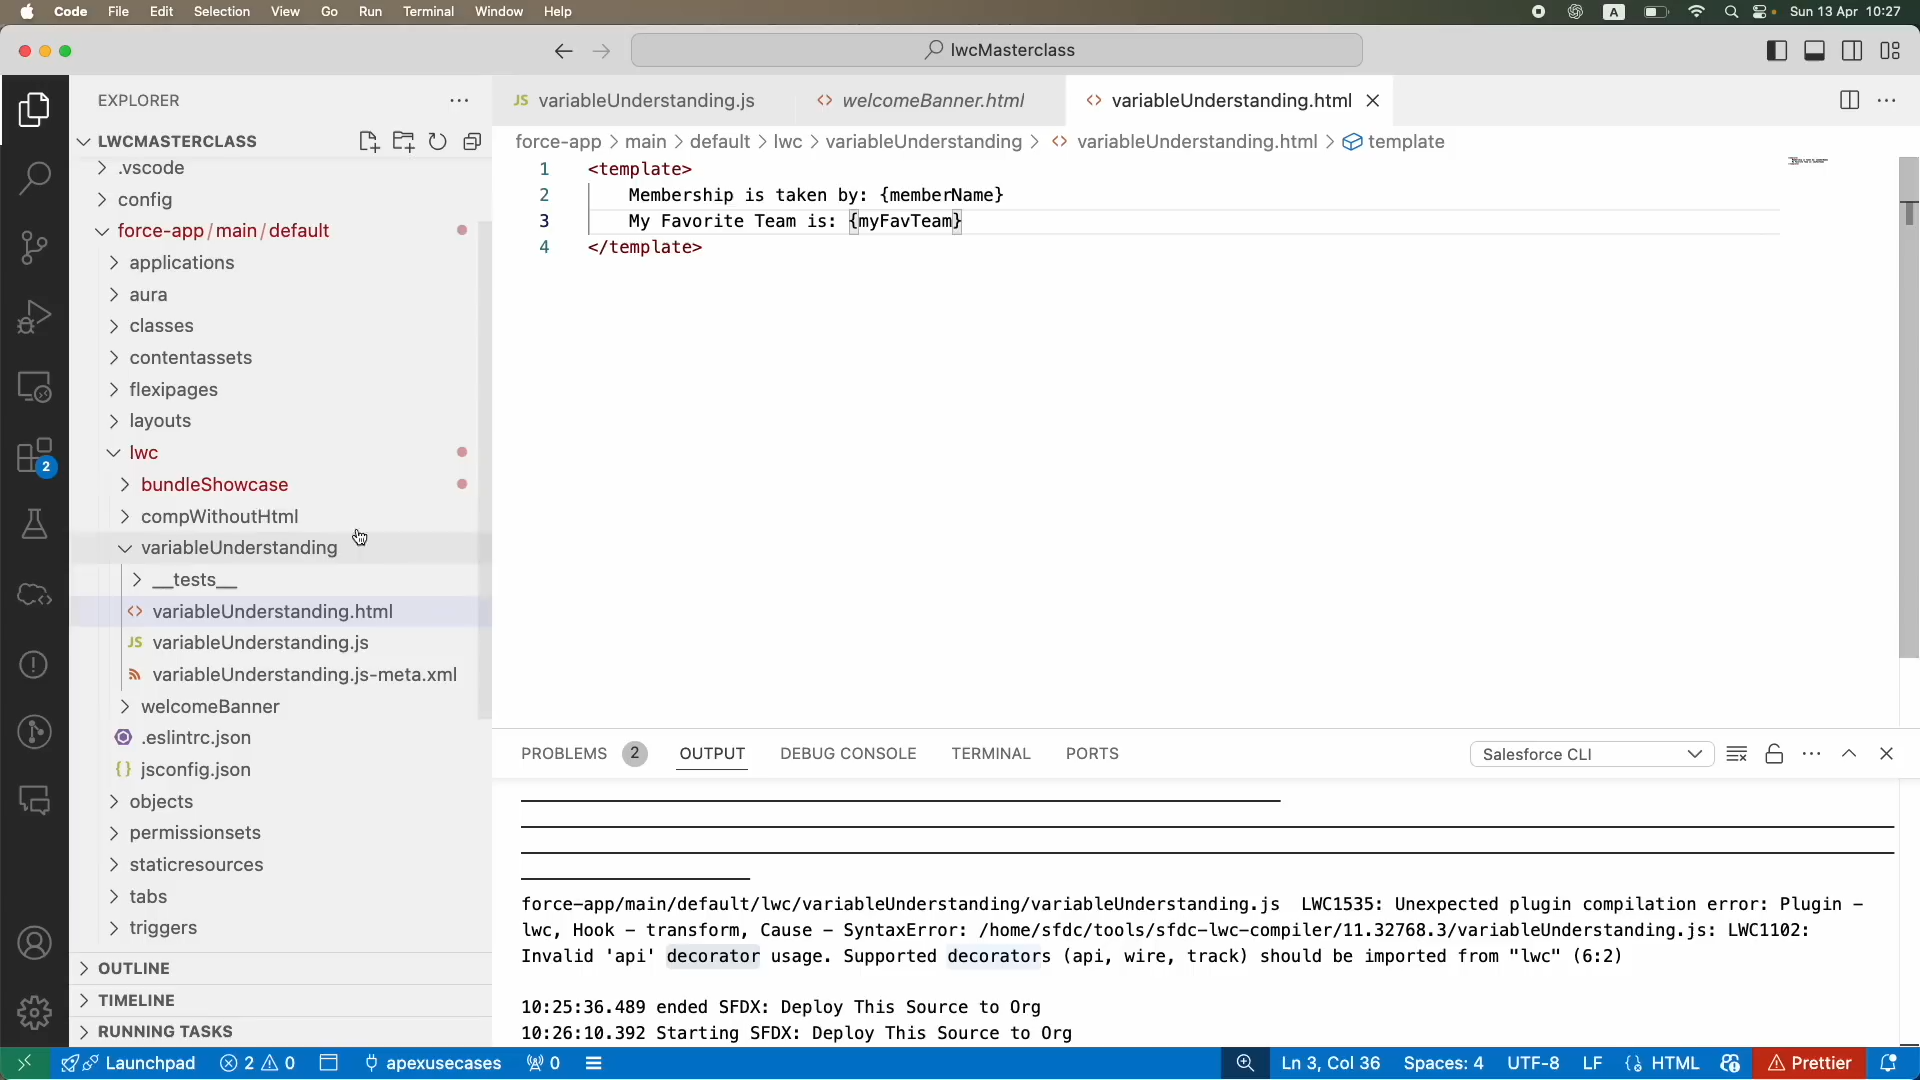 Code File Edit Selection View Go Run Terminal Window Help A Sun 13 Apr 10:27
lwcMasterclass
EXPLORER
LWCMASTERCLASS
.vscode
config
force-app/main/default
applications
aura
classes
contentassets
flexipages
layouts
lwc
bundleShowcase
compWithoutHtml
variableUnderstanding
__tests__
variableUnderstanding.html
JS variableUnderstanding.js
variableUnderstanding.js-meta.xml
welcomeBanner
.eslintrc.json
{} jsconfig.json
objects
permissionsets
staticresources
tabs
triggers
OUTLINE
TIMELINE
RUNNING TASKS
2
JS variableUnderstanding.js <> welcomeBanner.html <> variableUnderstanding.html
force-app > main > default > lwc > variableUnderstanding > <> variableUnderstanding.html > template
1 <template>
2 Membership is taken by: {memberName}
3 My Favorite Team is: {myFavTeam}
4 </template>
PROBLEMS 2 OUTPUT DEBUG CONSOLE TERMINAL PORTS Salesforce CLI
force-app/main/default/lwc/variableUnderstanding/variableUnderstanding.js LWC1535: Unexpected plugin compilation error: Plugin -
lwc, Hook - transform, Cause - SyntaxError: /home/sfdc/tools/sfdc-lwc-compiler/11.32768.3/variableUnderstanding.js: LWC1102:
Invalid 'api' decorator usage. Supported decorators (api, wire, track) should be imported from "lwc" (6:2)
10:25:36.489 ended SFDX: Deploy This Source to Org
10:26:10.392 Starting SFDX: Deploy This Source to Org
Launchpad 2 0 apexusecases 0 Ln 3, Col 36 Spaces: 4 UTF-8 LF {} HTML Prettier